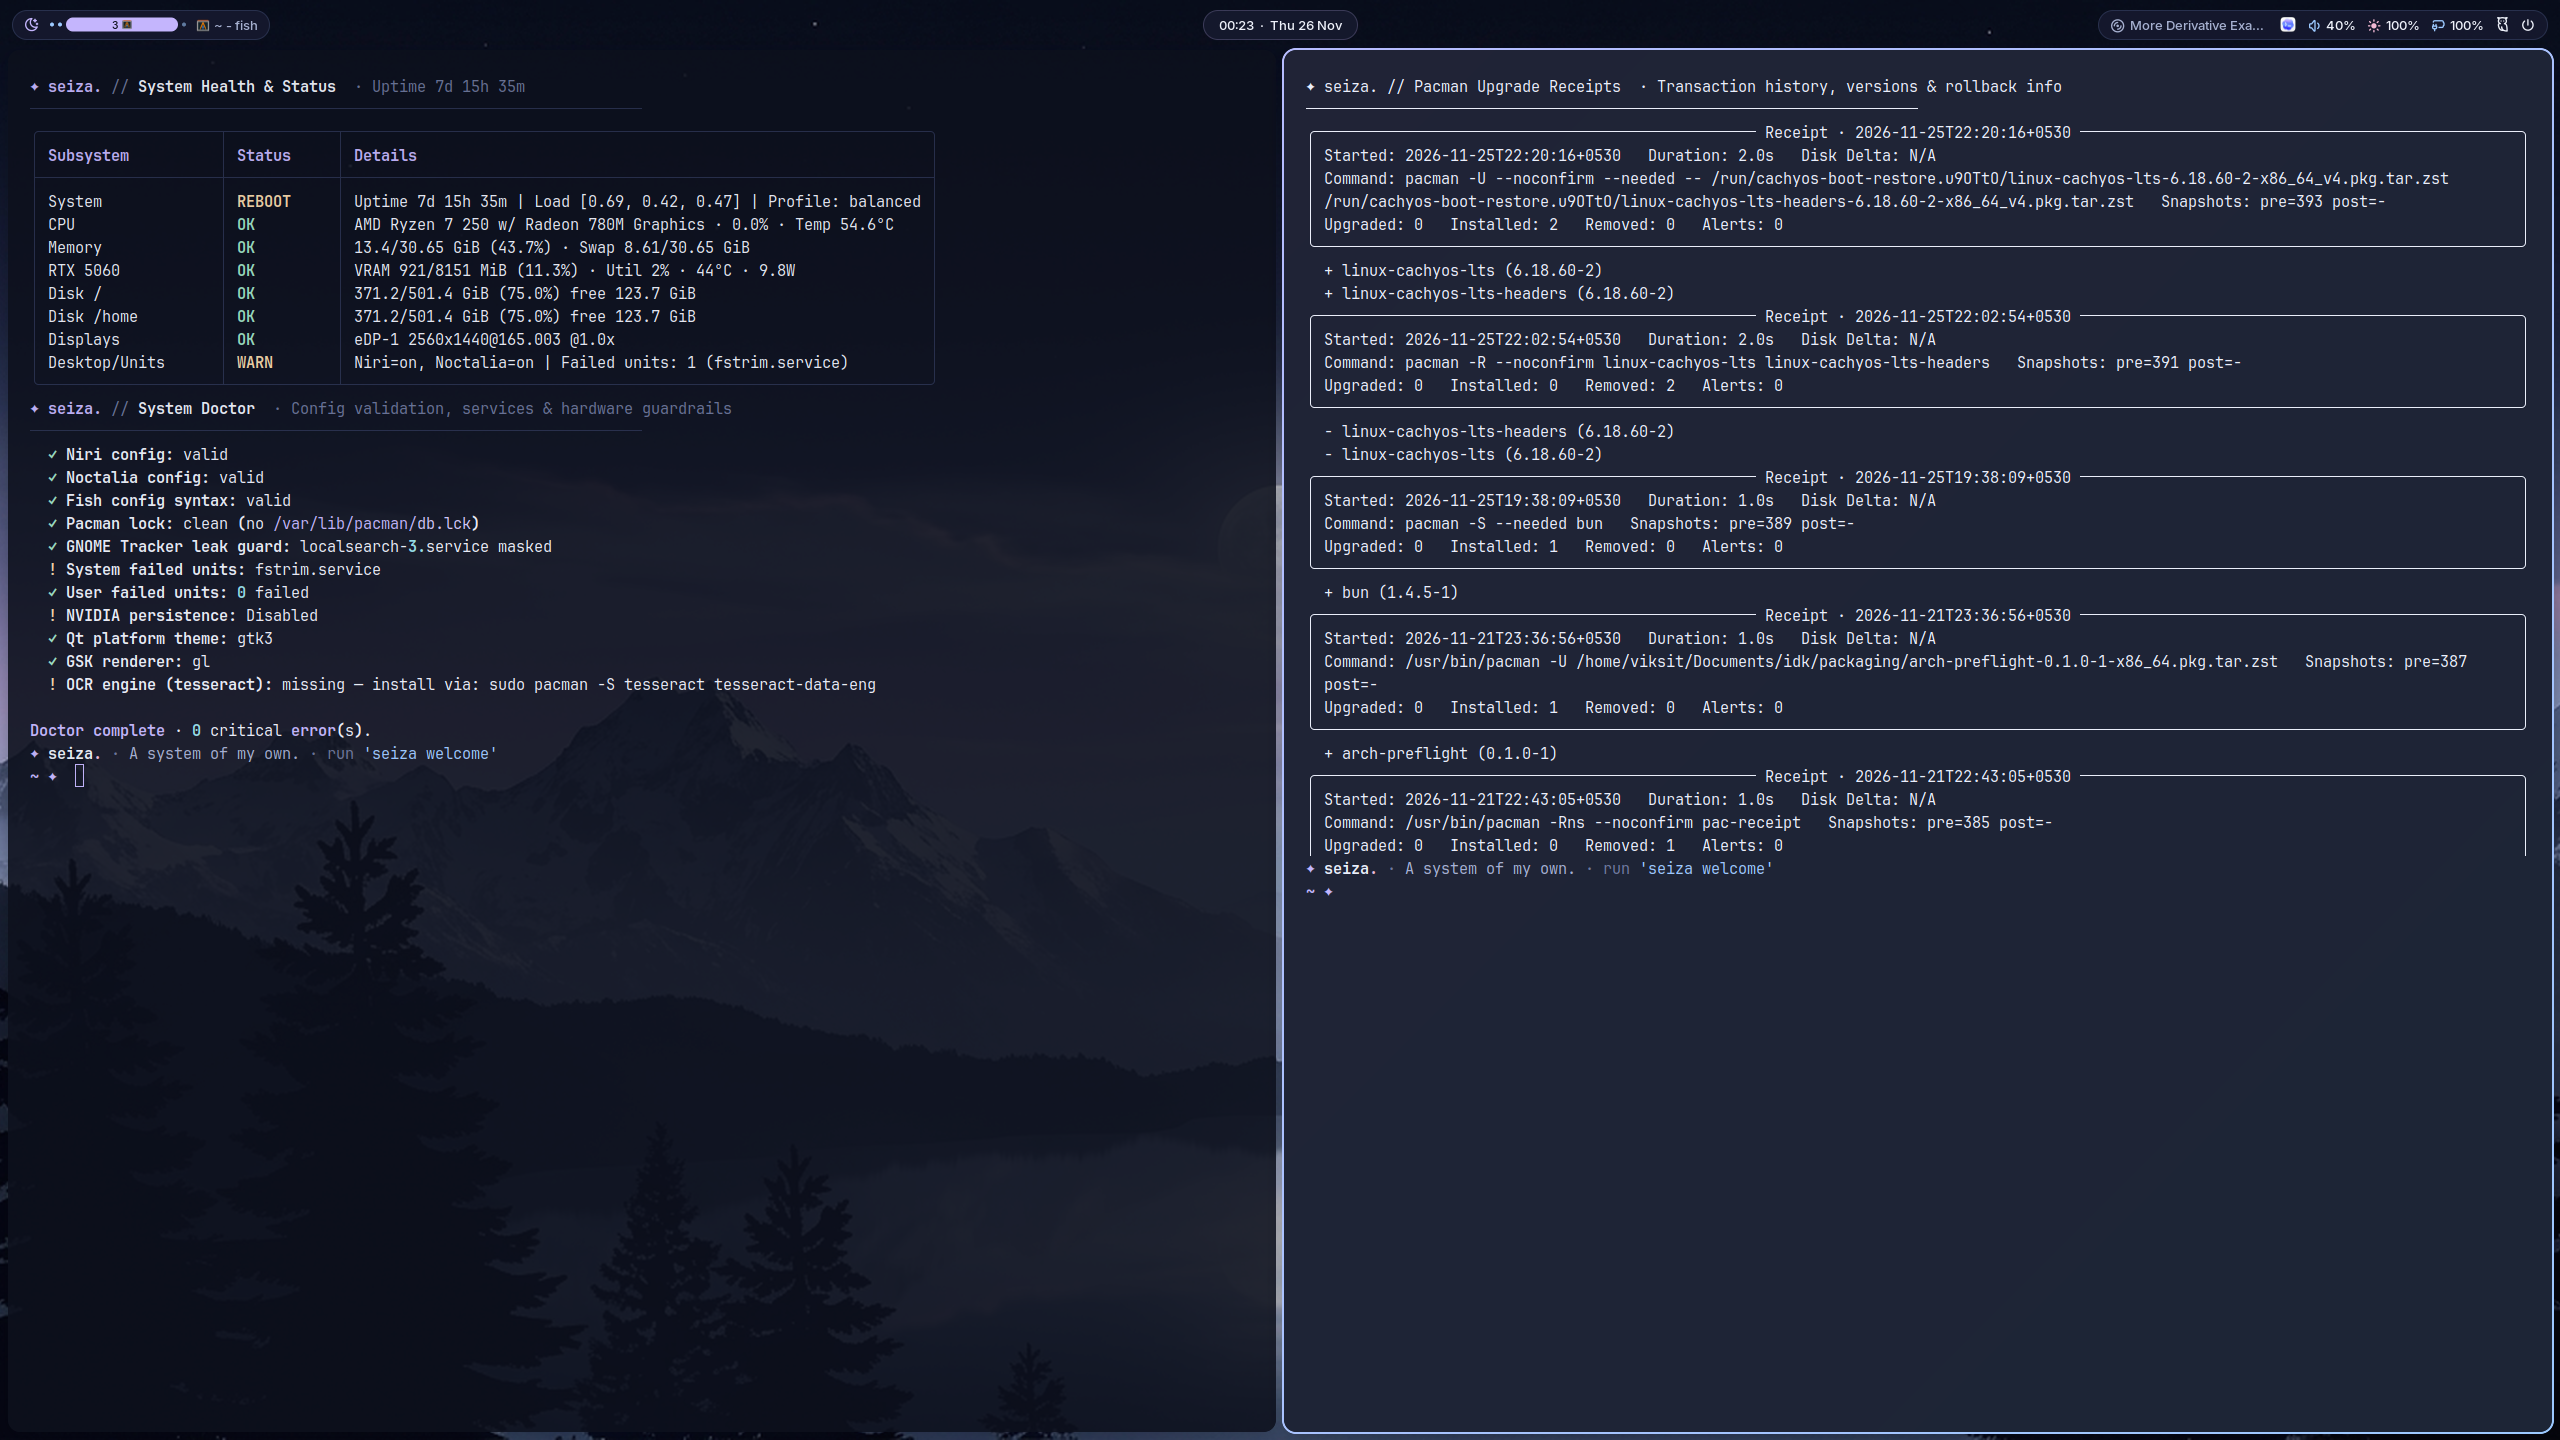 3
~ - fish
00:23 · Thu 26 Nov
More Derivative Exa...
40%
100%
100%
✦ seiza. // System Health & Status · Uptime 7d 15h 35m
Subsystem Status Details
System REBOOT Uptime 7d 15h 35m | Load [0.69, 0.42, 0.47] | Profile: balanced
CPU OK AMD Ryzen 7 250 w/ Radeon 780M Graphics · 0.0% · Temp 54.6°C
Memory OK 13.4/30.65 GiB (43.7%) · Swap 8.61/30.65 GiB
RTX 5060 OK VRAM 921/8151 MiB (11.3%) · Util 2% · 44°C · 9.8W
Disk / OK 371.2/501.4 GiB (75.0%) free 123.7 GiB
Disk /home OK 371.2/501.4 GiB (75.0%) free 123.7 GiB
Displays OK eDP-1 2560x1440@165.003 @1.0x
Desktop/Units WARN Niri=on, Noctalia=on | Failed units: 1 (fstrim.service)
✦ seiza. // System Doctor · Config validation, services & hardware guardrails
✓ Niri config: valid
✓ Noctalia config: valid
✓ Fish config syntax: valid
✓ Pacman lock: clean (no /var/lib/pacman/db.lck)
✓ GNOME Tracker leak guard: localsearch-3.service masked
! System failed units: fstrim.service
✓ User failed units: 0 failed
! NVIDIA persistence: Disabled
✓ Qt platform theme: gtk3
✓ GSK renderer: gl
! OCR engine (tesseract): missing — install via: sudo pacman -S tesseract tesseract-data-eng
Doctor complete · 0 critical error(s).
✦ seiza. · A system of my own. · run 'seiza welcome'
~ ✦
✦ seiza. // Pacman Upgrade Receipts · Transaction history, versions & rollback info
Receipt · 2026-11-25T22:20:16+0530
Started: 2026-11-25T22:20:16+0530 Duration: 2.0s Disk Delta: N/A
Command: pacman -U --noconfirm --needed -- /run/cachyos-boot-restore.u9OTtO/linux-cachyos-lts-6.18.60-2-x86_64_v4.pkg.tar.zst
/run/cachyos-boot-restore.u9OTtO/linux-cachyos-lts-headers-6.18.60-2-x86_64_v4.pkg.tar.zst Snapshots: pre=393 post=-
Upgraded: 0 Installed: 2 Removed: 0 Alerts: 0
+ linux-cachyos-lts (6.18.60-2)
+ linux-cachyos-lts-headers (6.18.60-2)
Receipt · 2026-11-25T22:02:54+0530
Started: 2026-11-25T22:02:54+0530 Duration: 2.0s Disk Delta: N/A
Command: pacman -R --noconfirm linux-cachyos-lts linux-cachyos-lts-headers Snapshots: pre=391 post=-
Upgraded: 0 Installed: 0 Removed: 2 Alerts: 0
- linux-cachyos-lts-headers (6.18.60-2)
- linux-cachyos-lts (6.18.60-2)
Receipt · 2026-11-25T19:38:09+0530
Started: 2026-11-25T19:38:09+0530 Duration: 1.0s Disk Delta: N/A
Command: pacman -S --needed bun Snapshots: pre=389 post=-
Upgraded: 0 Installed: 1 Removed: 0 Alerts: 0
+ bun (1.4.5-1)
Receipt · 2026-11-21T23:36:56+0530
Started: 2026-11-21T23:36:56+0530 Duration: 1.0s Disk Delta: N/A
Command: /usr/bin/pacman -U /home/viksit/Documents/idk/packaging/arch-preflight-0.1.0-1-x86_64.pkg.tar.zst Snapshots: pre=387
post=-
Upgraded: 0 Installed: 1 Removed: 0 Alerts: 0
+ arch-preflight (0.1.0-1)
Receipt · 2026-11-21T22:43:05+0530
Started: 2026-11-21T22:43:05+0530 Duration: 1.0s Disk Delta: N/A
Command: /usr/bin/pacman -Rns --noconfirm pac-receipt Snapshots: pre=385 post=-
Upgraded: 0 Installed: 0 Removed: 1 Alerts: 0
✦ seiza. · A system of my own. · run 'seiza welcome'
~ ✦